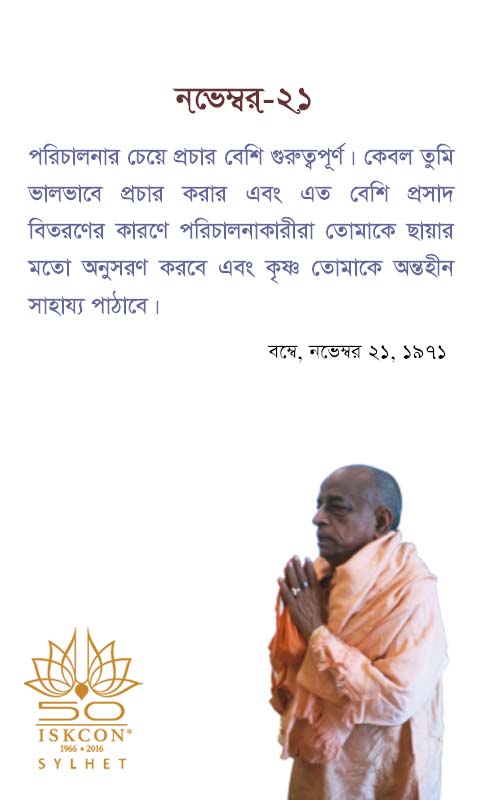 নভেম্বর-২১
পরিচালনার চেয়ে প্রচার বেশি গুরুত্বপূর্ণ। কেবল তুমি
ভালভাবে প্রচার করার এবং এত বেশি প্রসাদ
বিতরণের কারণে পরিচালনাকারীরা তোমাকে ছায়ার
মতো অনুসরণ করবে এবং কৃষ্ণ তোমাকে অন্তহীন
সাহায্য পাঠাবে।
বম্বে, নভেম্বর ২১, ১৯৭১
50
ISKCON®
1966 • 2016
SYLHET